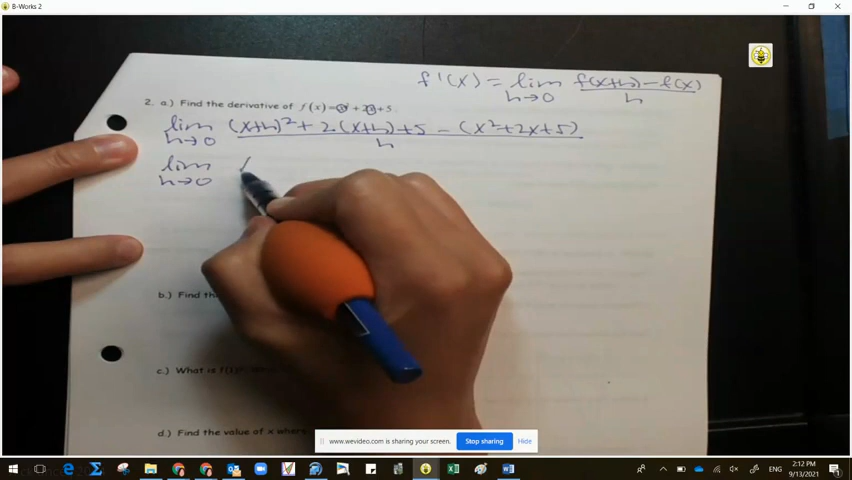 B-Works 2
f'(x) = lim f(x+h) - f(x)
h→0 h
2. a.) Find the derivative of f(x)=x² + 2x+5.
lim (x+h)² + 2.(x+h) + 5 - (x²+2x+5)
h→0 h
lim
h→0
b.) Find th
c.) What is f(1)
d.) Find the value of x where
www.wevideo.com is sharing your screen. Stop sharing Hide
ENG 2:12 PM
9/13/2021